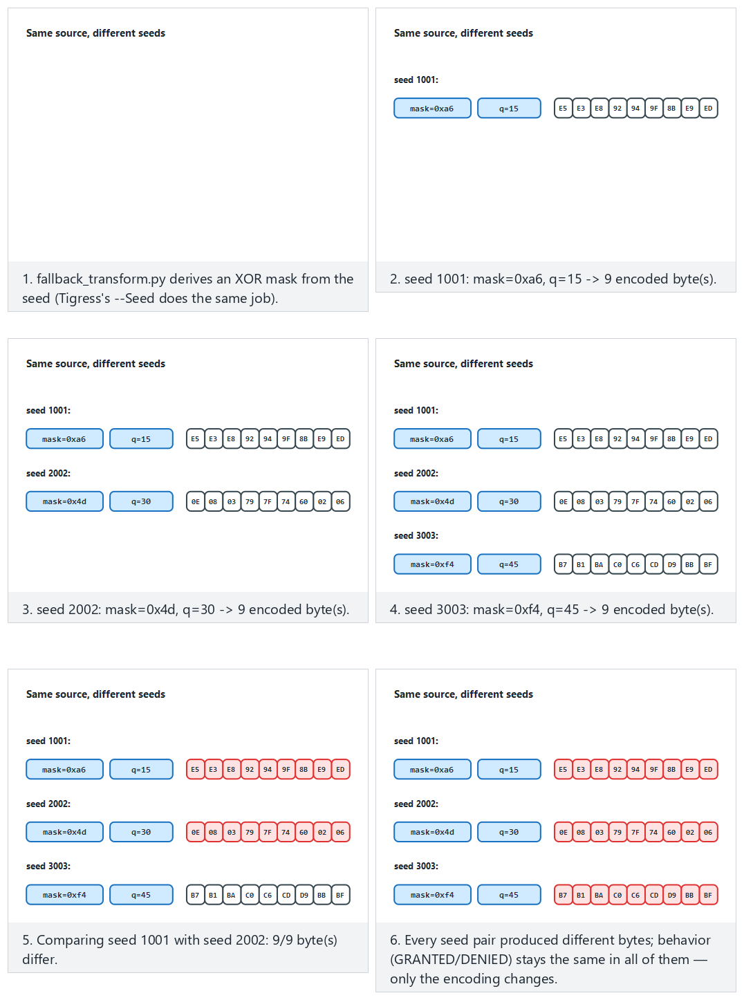 Same source, different seeds
1. fallback_transform.py derives an XOR mask from the
seed (Tigress's --Seed does the same job).
Same source, different seeds
seed 1001:
mask=0xa6 q=15 E5 E3 E8 92 94 9F 8B E9 ED
2. seed 1001: mask=0xa6, q=15 -> 9 encoded byte(s).
Same source, different seeds
seed 1001:
mask=0xa6 q=15 E5 E3 E8 92 94 9F 8B E9 ED
seed 2002:
mask=0x4d q=30 0E 08 03 79 7F 74 60 02 06
3. seed 2002: mask=0x4d, q=30 -> 9 encoded byte(s).
Same source, different seeds
seed 1001:
mask=0xa6 q=15 E5 E3 E8 92 94 9F 8B E9 ED
seed 2002:
mask=0x4d q=30 0E 08 03 79 7F 74 60 02 06
seed 3003:
mask=0xf4 q=45 B7 B1 BA C0 C6 CD D9 BB BF
4. seed 3003: mask=0xf4, q=45 -> 9 encoded byte(s).
Same source, different seeds
seed 1001:
mask=0xa6 q=15 E5 E3 E8 92 94 9F 8B E9 ED
seed 2002:
mask=0x4d q=30 0E 08 03 79 7F 74 60 02 06
seed 3003:
mask=0xf4 q=45 B7 B1 BA C0 C6 CD D9 BB BF
5. Comparing seed 1001 with seed 2002: 9/9 byte(s)
differ.
Same source, different seeds
seed 1001:
mask=0xa6 q=15 E5 E3 E8 92 94 9F 8B E9 ED
seed 2002:
mask=0x4d q=30 0E 08 03 79 7F 74 60 02 06
seed 3003:
mask=0xf4 q=45 B7 B1 BA C0 C6 CD D9 BB BF
6. Every seed pair produced different bytes; behavior
(GRANTED/DENIED) stays the same in all of them —
only the encoding changes.